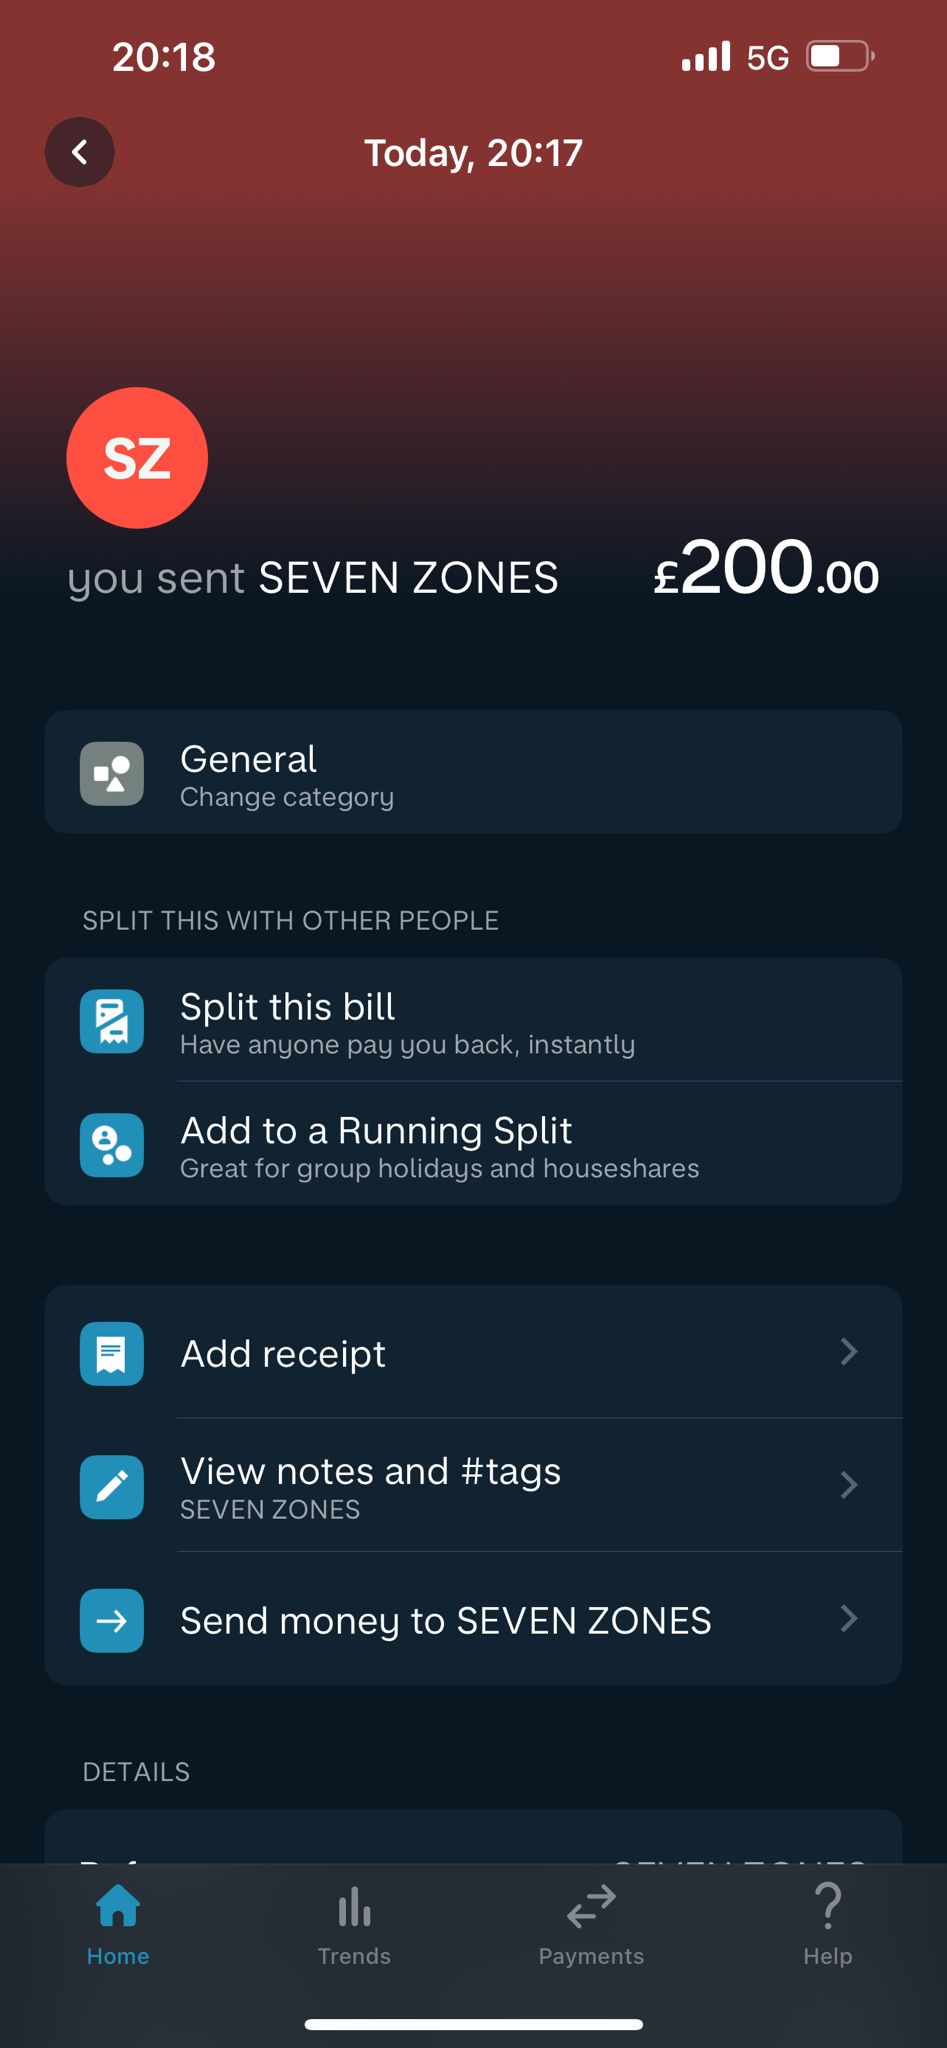 20:18
5G
Today, 20:17
SZ
you sent SEVEN ZONES
£200.00
General
Change category
SPLIT THIS WITH OTHER PEOPLE
Split this bill
Have anyone pay you back, instantly
Add to a Running Split
Great for group holidays and houseshares
Add receipt
View notes and #tags
SEVEN ZONES
Send money to SEVEN ZONES
DETAILS
Home
Trends
Payments
Help